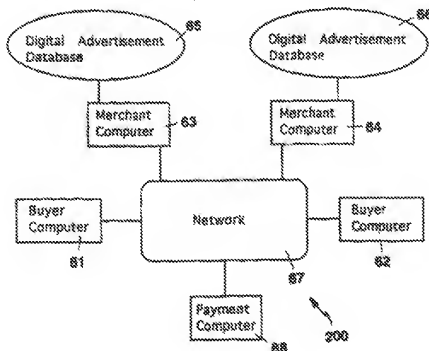 65
66
Digital Advertisement
Database
Digital Advertisement
Database
Merchant
Computer
63
Merchant
Computer
64
Buyer
Computer
61
Network
67
Buyer
Computer
62
Payment
Computer
68
200